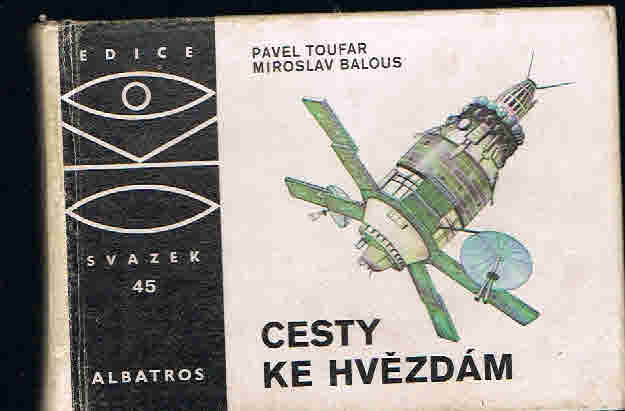 EDICE
SVAZEK
45
ALBATROS
PAVEL TOUFAR
MIROSLAV BALOUS
CESTY
KE HVĚZDÁM